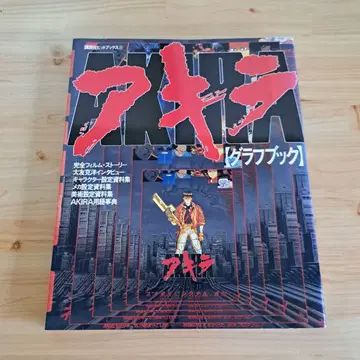 AKIRA
アキラ
【グラフブック】
完全フィルム・ストーリー
大友克洋インタビュー
キャラクター設定資料集
メカ設定資料集
美術設定資料集
AKIRA用語事典
アキラ